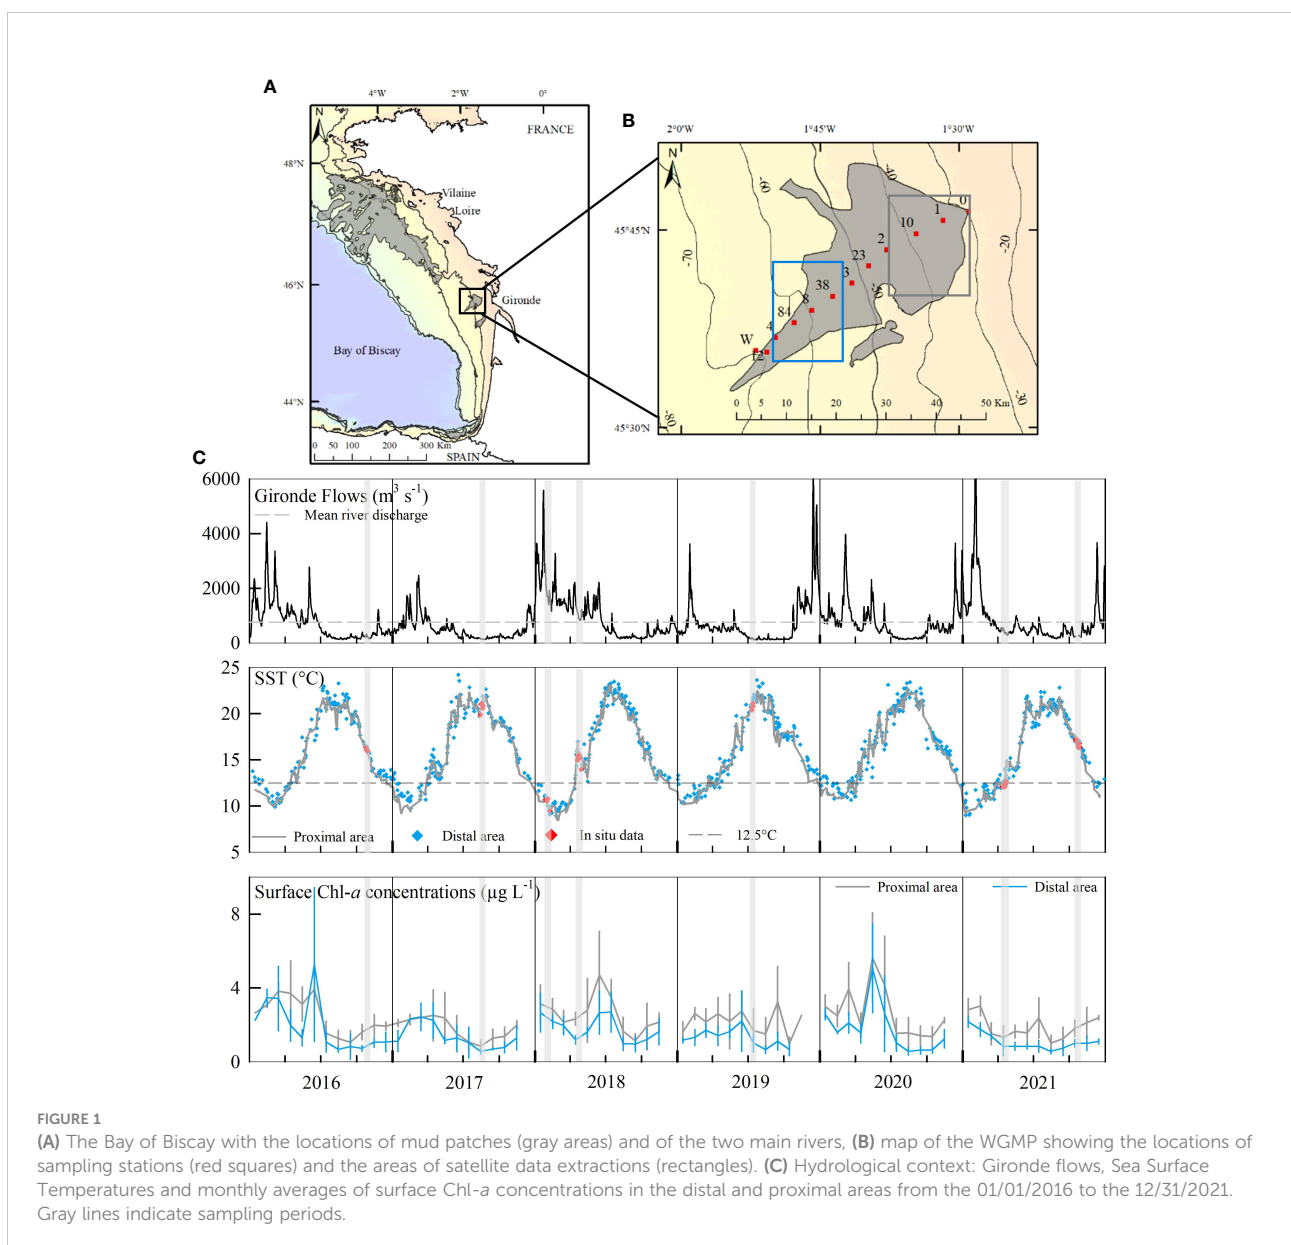 A
4°W 2°W 0°
N
FRANCE
48°N
Vilaine
Loire
46°N
Gironde
Bay of Biscay
44°N
0 50 100 200 300 Km
SPAIN
B
2°0'W 1°45'W 1°30'W
N
-60
-40
0
1
10
45°45'N
2
-20
23
-70
3
38
8
84
4
W
12
0 5 10 20 30 40 50 Km
-30
-80
45°30'N
C
6000
Gironde Flows (m³ s⁻¹)
Mean river discharge
4000
2000
0
25
SST (°C)
20
15
10
Proximal area Distal area In situ data 12.5°C
5
Surface Chl-a concentrations (µg L⁻¹)
Proximal area Distal area
8
4
0
2016 2017 2018 2019 2020 2021
FIGURE 1
(A) The Bay of Biscay with the locations of mud patches (gray areas) and of the two main rivers, (B) map of the WGMP showing the locations of
sampling stations (red squares) and the areas of satellite data extractions (rectangles). (C) Hydrological context: Gironde flows, Sea Surface
Temperatures and monthly averages of surface Chl-a concentrations in the distal and proximal areas from the 01/01/2016 to the 12/31/2021.
Gray lines indicate sampling periods.